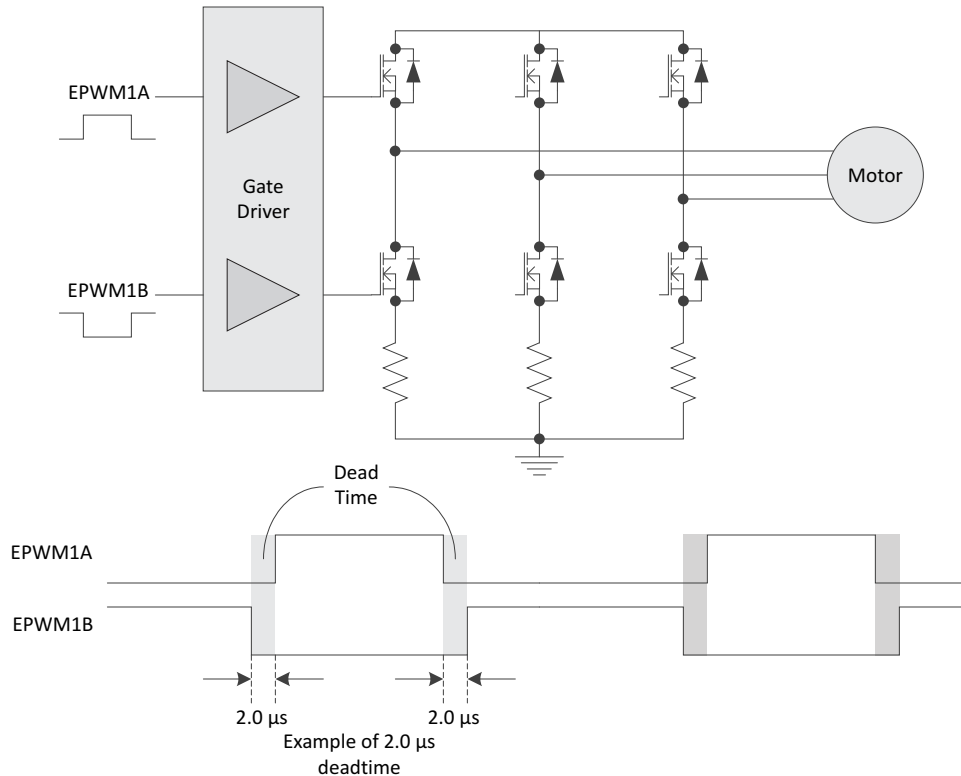 EPWM1A
Gate
Driver
Motor
EPWM1B
Dead
Time
EPWM1A
EPWM1B
2.0 µs
2.0 µs
Example of 2.0 µs
deadtime